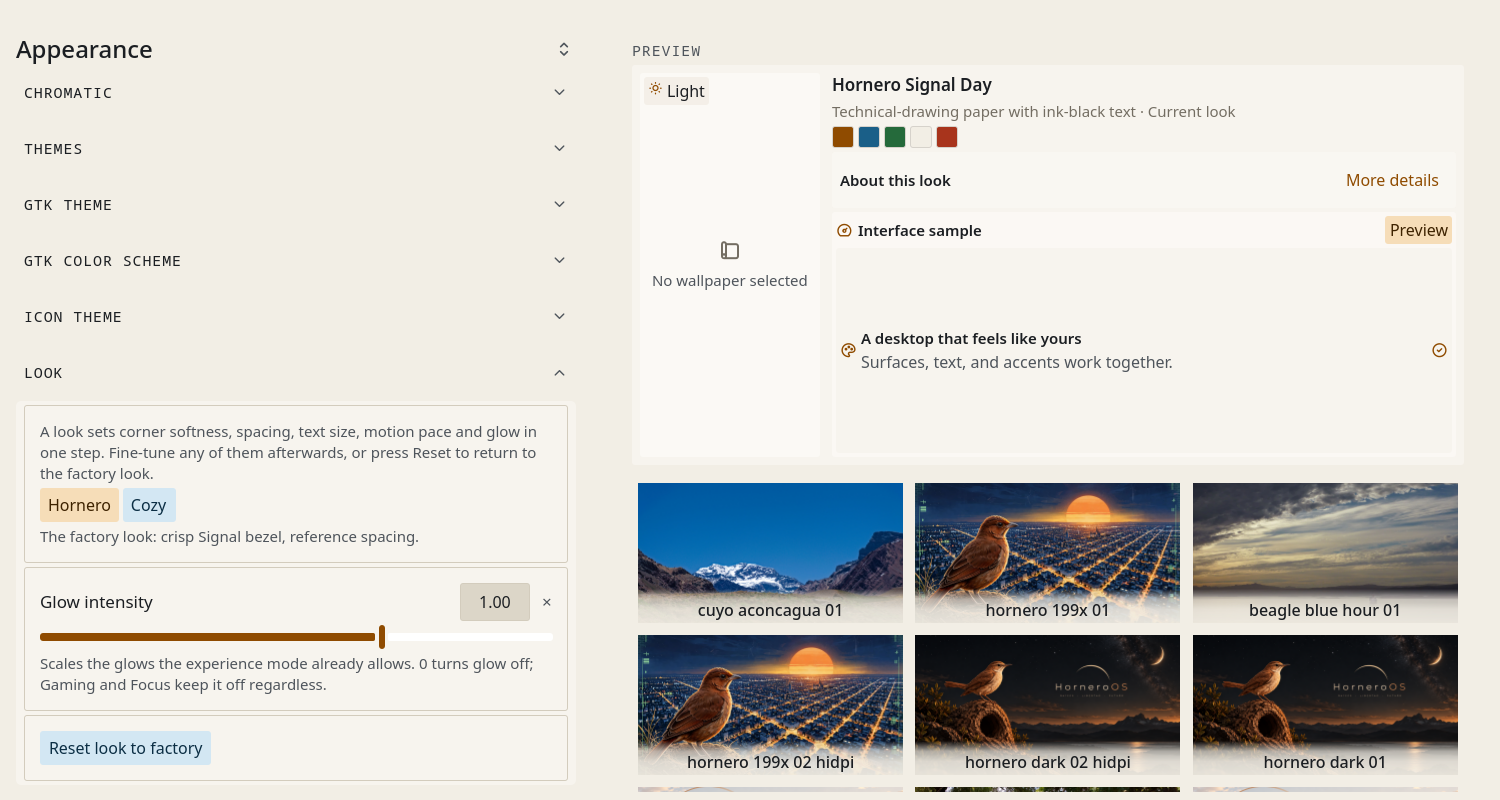 Appearance
CHROMATIC
THEMES
GTK THEME
GTK COLOR SCHEME
ICON THEME
LOOK
A look sets corner softness, spacing, text size, motion pace and glow in
one step. Fine-tune any of them afterwards, or press Reset to return to
the factory look.
Hornero Cozy
The factory look: crisp Signal bezel, reference spacing.
Glow intensity 1.00 ×
Scales the glows the experience mode already allows. 0 turns glow off;
Gaming and Focus keep it off regardless.
Reset look to factory
PREVIEW
Light
No wallpaper selected
Hornero Signal Day
Technical-drawing paper with ink-black text · Current look
About this look More details
Interface sample Preview
A desktop that feels like yours
Surfaces, text, and accents work together.
cuyo aconcagua 01
hornero 199x 01
beagle blue hour 01
hornero 199x 02 hidpi
HorneroOS
hornero dark 02 hidpi
HorneroOS
hornero dark 01